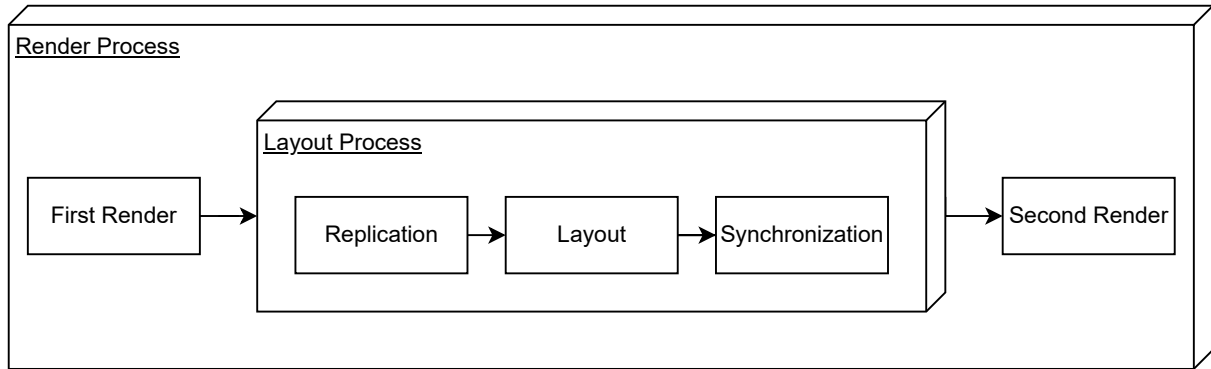 Render Process
Layout Process
First Render
Replication
Layout
Synchronization
Second Render